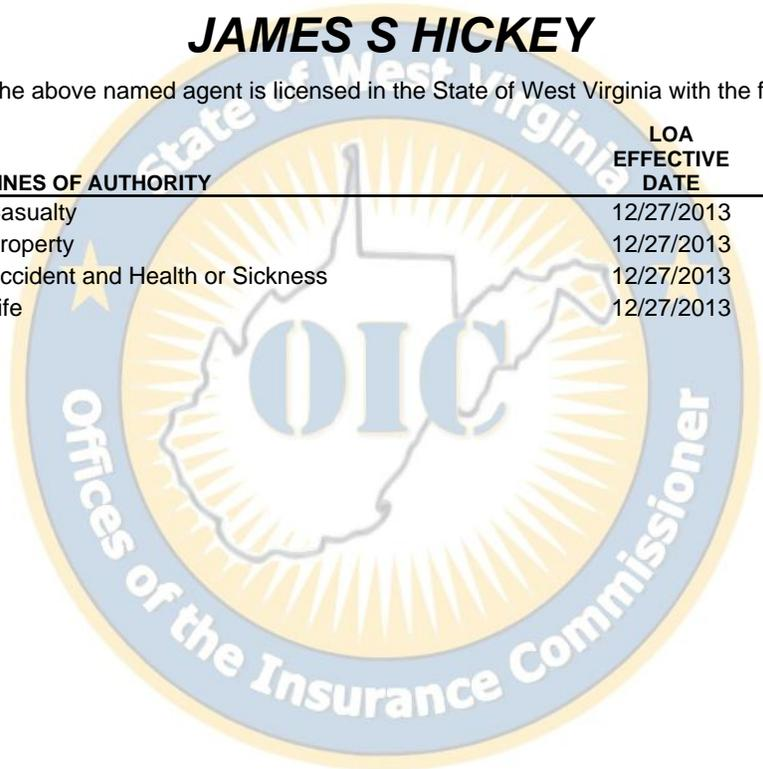 JAMES S HICKEY
he above named agent is licensed in the State of West Virginia with the f
LOA
EFFECTIVE
INES OF AUTHORITY DATE
asualty 12/27/2013
roperty 12/27/2013
ccident and Health or Sickness 12/27/2013
ife 12/27/2013
State of West Virginia
OIC
Offices of the Insurance Commissioner